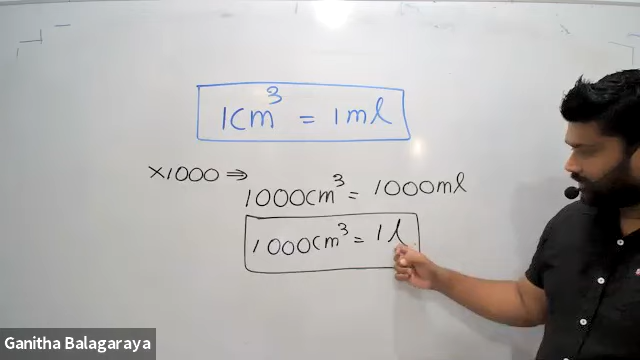 1cm³ = 1ml
×1000 ⇒ 1000cm³ = 1000ml
1000cm³ = 1l
Ganitha Balagaraya